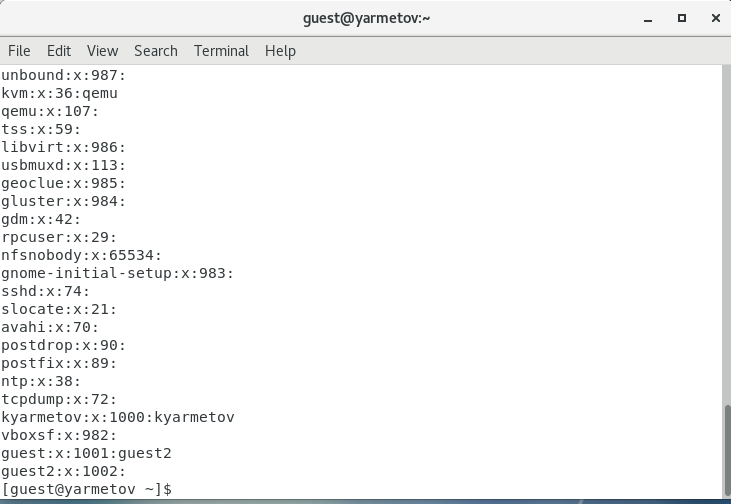 guest@yarmetov:~
File Edit View Search Terminal Help
unbound:x:987:
kvm:x:36:qemu
qemu:x:107:
tss:x:59:
libvirt:x:986:
usbmuxd:x:113:
geoclue:x:985:
gluster:x:984:
gdm:x:42:
rpcuser:x:29:
nfsnobody:x:65534:
gnome-initial-setup:x:983:
sshd:x:74:
slocate:x:21:
avahi:x:70:
postdrop:x:90:
postfix:x:89:
ntp:x:38:
tcpdump:x:72:
kyarmetov:x:1000:kyarmetov
vboxsf:x:982:
guest:x:1001:guest2
guest2:x:1002:
[guest@yarmetov ~]$